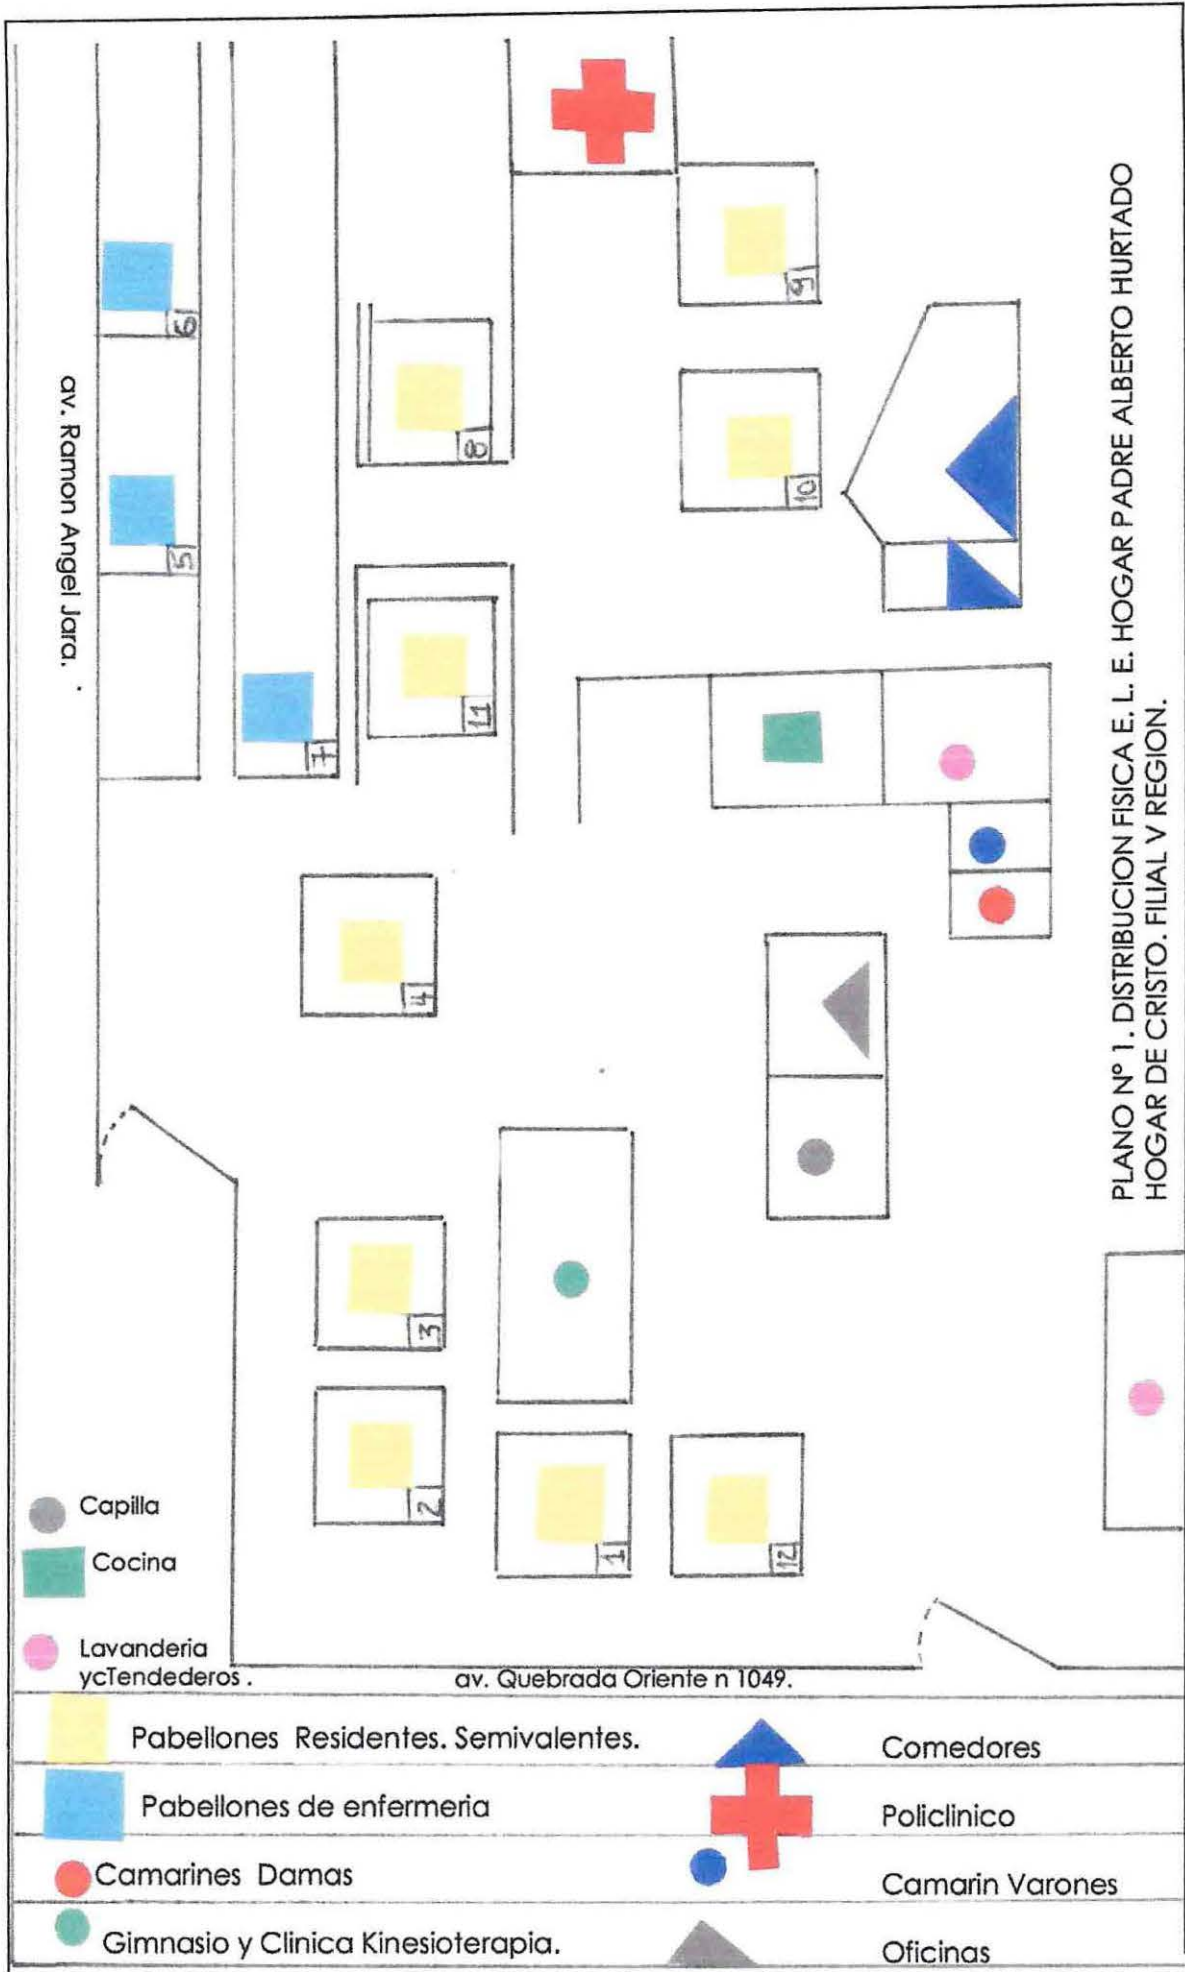 PLANO Nº 1. DISTRIBUCION FISICA E. L. E. HOGAR PADRE ALBERTO HURTADO
HOGAR DE CRISTO. FILIAL V REGION.
av. Ramon Angel Jara.
6
5
7
8
9
10
11
4
3
2
1
12
Capilla
Cocina
Lavanderia
ycTendederos.
av. Quebrada Oriente n 1049.
Pabellones Residentes. Semivalentes.
Comedores
Pabellones de enfermeria
Policlinico
Camarines Damas
Camarin Varones
Gimnasio y Clinica Kinesioterapia.
Oficinas